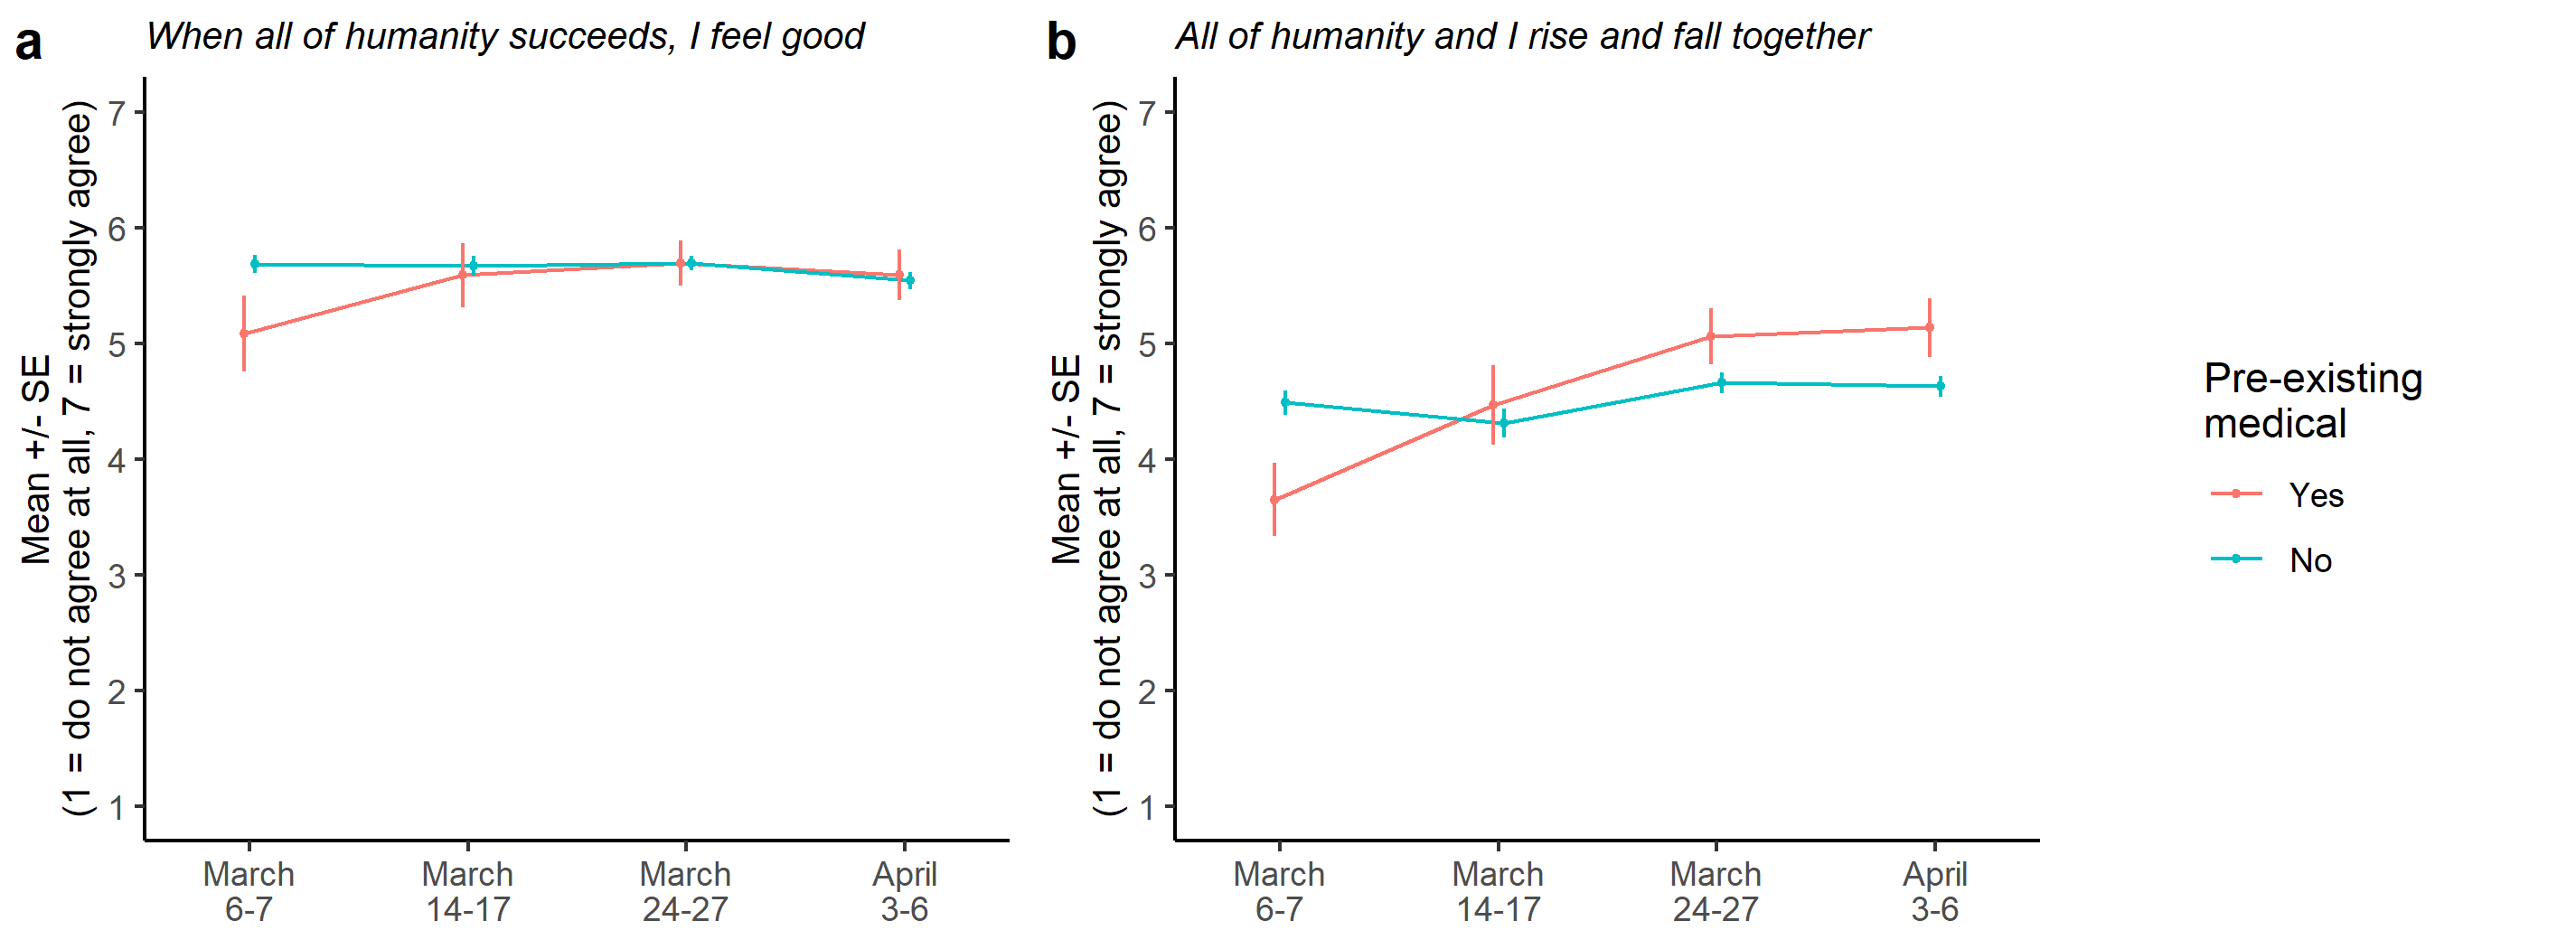 a
When all of humanity succeeds, I feel good
Mean +/- SE
(1 = do not agree at all, 7 = strongly agree)
7
6
5
4
3
2
1
March
6-7
March
14-17
March
24-27
April
3-6
b
All of humanity and I rise and fall together
Mean +/- SE
(1 = do not agree at all, 7 = strongly agree)
7
6
5
4
3
2
1
March
6-7
March
14-17
March
24-27
April
3-6
Pre-existing
medical
Yes
No